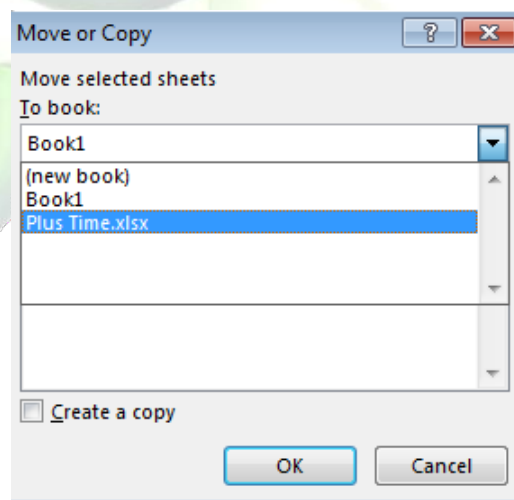 Move or Copy
?
Move selected sheets
To book:
Book1
(new book)
Book1
Plus Time.xlsx
Create a copy
OK Cancel